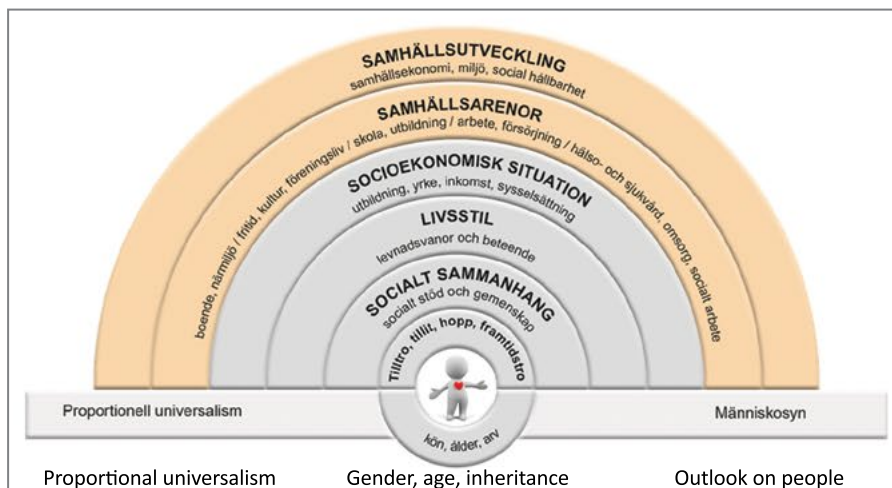 SAMHÄLLSUTVECKLING
samhällsekonomi, miljö, social hållbarhet
SAMHÄLLSARENOR
boende, närmiljö / fritid, kultur, föreningsliv / skola, utbildning / arbete, försörjning / hälso- och sjukvård, omsorg, socialt arbete
SOCIOEKONOMISK SITUATION
utbildning, yrke, inkomst, sysselsättning
LIVSSTIL
levnadsvanor och beteende
SOCIALT SAMMANHANG
socialt stöd och gemenskap
Tilltro, tillit, hopp, framtidstro
Proportionell universalism
Människosyn
kön, ålder, arv
Proportional universalism
Gender, age, inheritance
Outlook on people